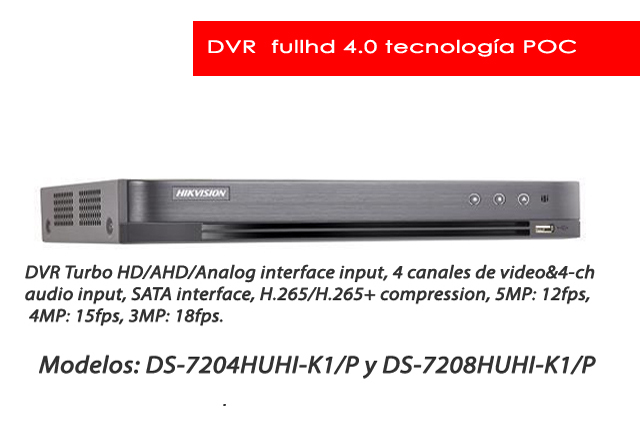 DVR fullhd 4.0 tecnología POC
HIKVISION
DVR Turbo HD/AHD/Analog interface input, 4 canales de video&4-ch
audio input, SATA interface, H.265/H.265+ compression, 5MP: 12fps,
4MP: 15fps, 3MP: 18fps.
Modelos: DS-7204HUHI-K1/P y DS-7208HUHI-K1/P